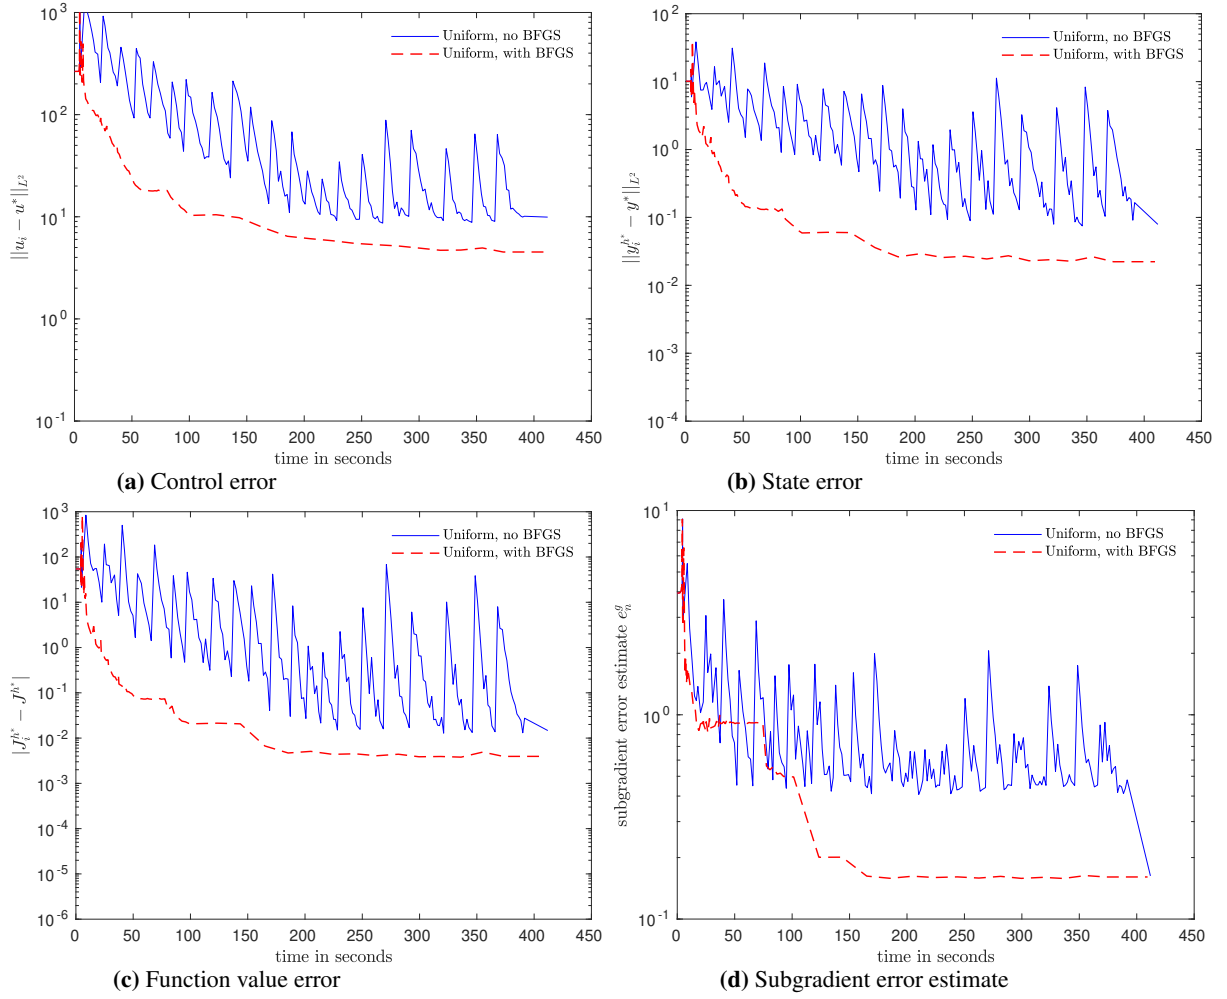 10^3
10^2
10^1
10^0
10^-1
||u_i − u*||_{L^2}
Uniform, no BFGS
Uniform, with BFGS
0 50 100 150 200 250 300 350 400 450
time in seconds
(a) Control error
10^2
10^1
10^0
10^-1
10^-2
10^-3
10^-4
||y_i^{h*} − y*||_{L^2}
Uniform, no BFGS
Uniform, with BFGS
0 50 100 150 200 250 300 350 400 450
time in seconds
(b) State error
10^3
10^2
10^1
10^0
10^-1
10^-2
10^-3
10^-4
10^-5
10^-6
|J_i^{h*} − J^{h*}|
Uniform, no BFGS
Uniform, with BFGS
0 50 100 150 200 250 300 350 400 450
time in seconds
(c) Function value error
10^1
10^0
10^-1
subgradient error estimate e_n^g
Uniform, no BFGS
Uniform, with BFGS
0 50 100 150 200 250 300 350 400 450
time in seconds
(d) Subgradient error estimate